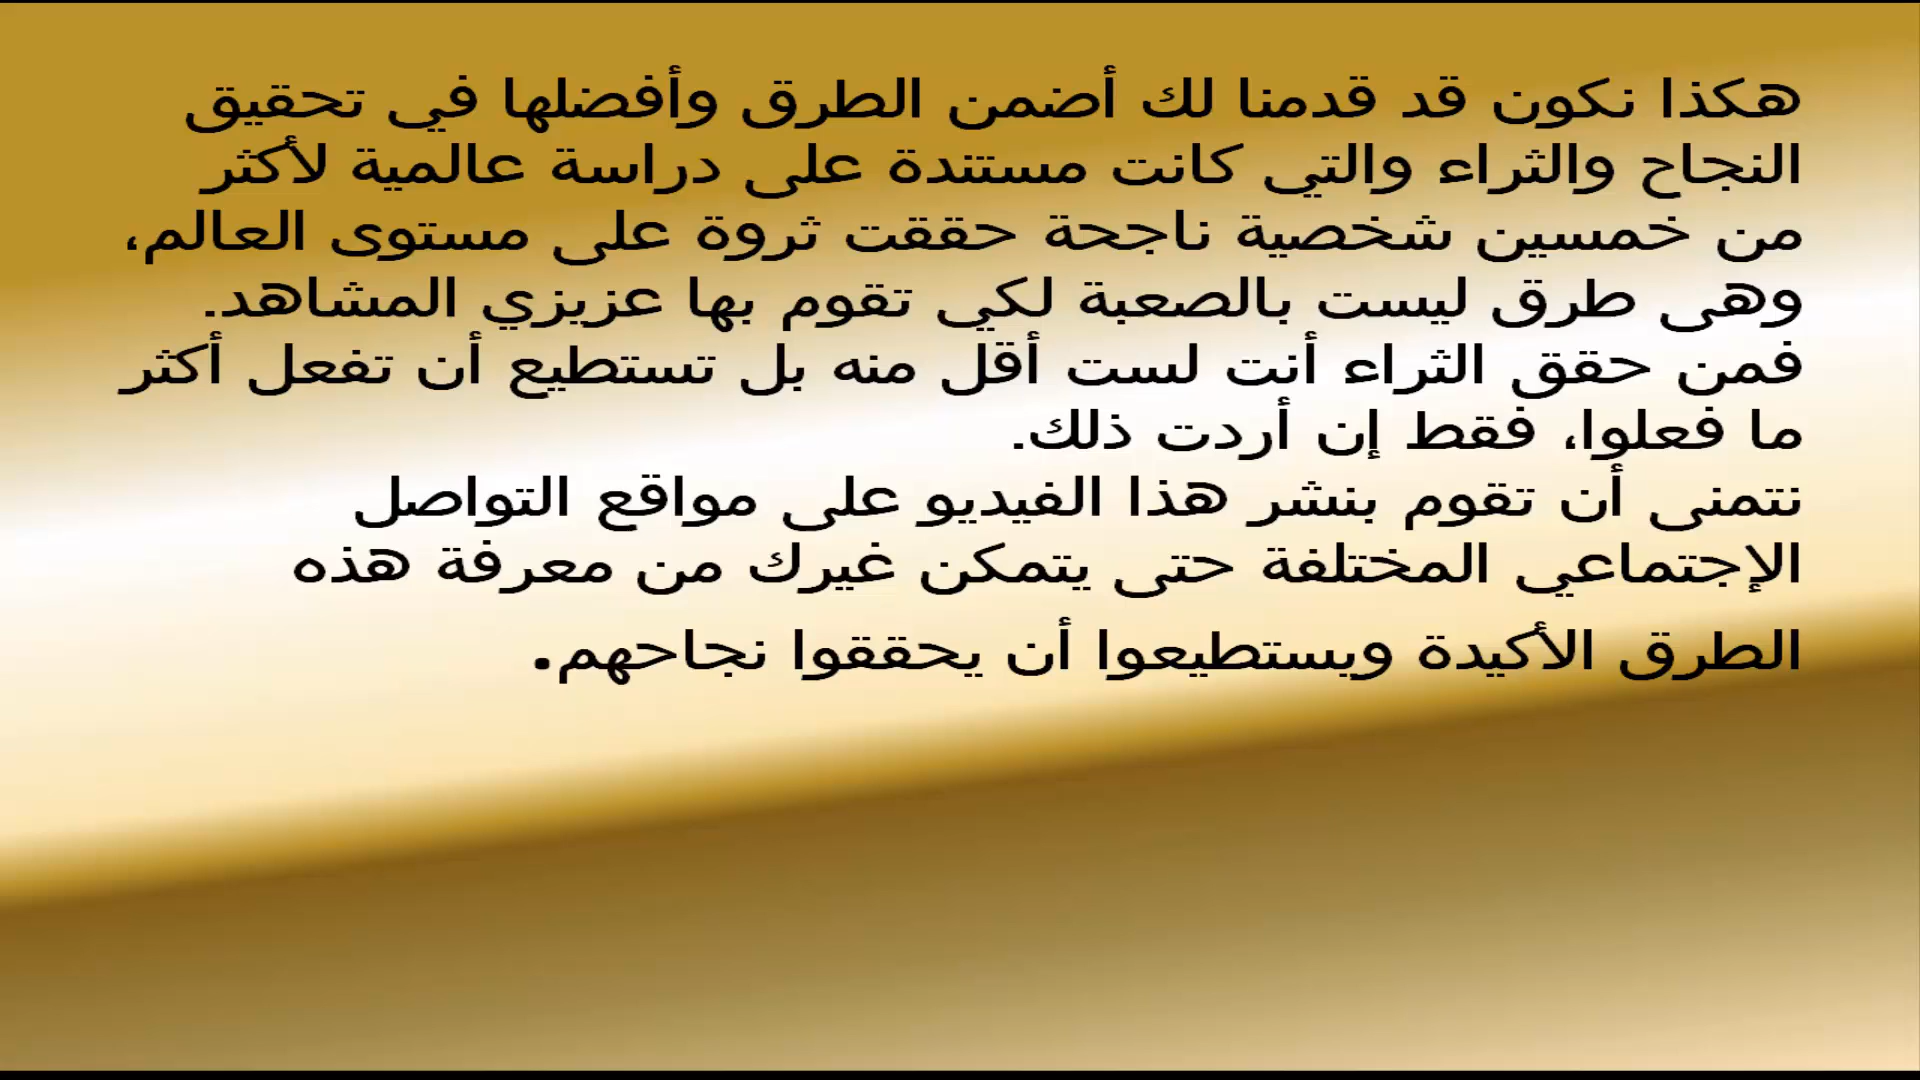 هكذا نكون قد قدمنا لك أضمن الطرق وأفضلها في تحقيق
النجاح والثراء والتي كانت مستندة على دراسة عالمية لأكثر
من خمسين شخصية ناجحة حققت ثروة على مستوى العالم،
وهى طرق ليست بالصعبة لكي تقوم بها عزيزي المشاهد.
فمن حقق الثراء أنت لست أقل منه بل تستطيع أن تفعل أكثر
ما فعلوا، فقط إن أردت ذلك.
نتمنى أن تقوم بنشر هذا الفيديو على مواقع التواصل
الإجتماعي المختلفة حتى يتمكن غيرك من معرفة هذه
الطرق الأكيدة ويستطيعوا أن يحققوا نجاحهم.